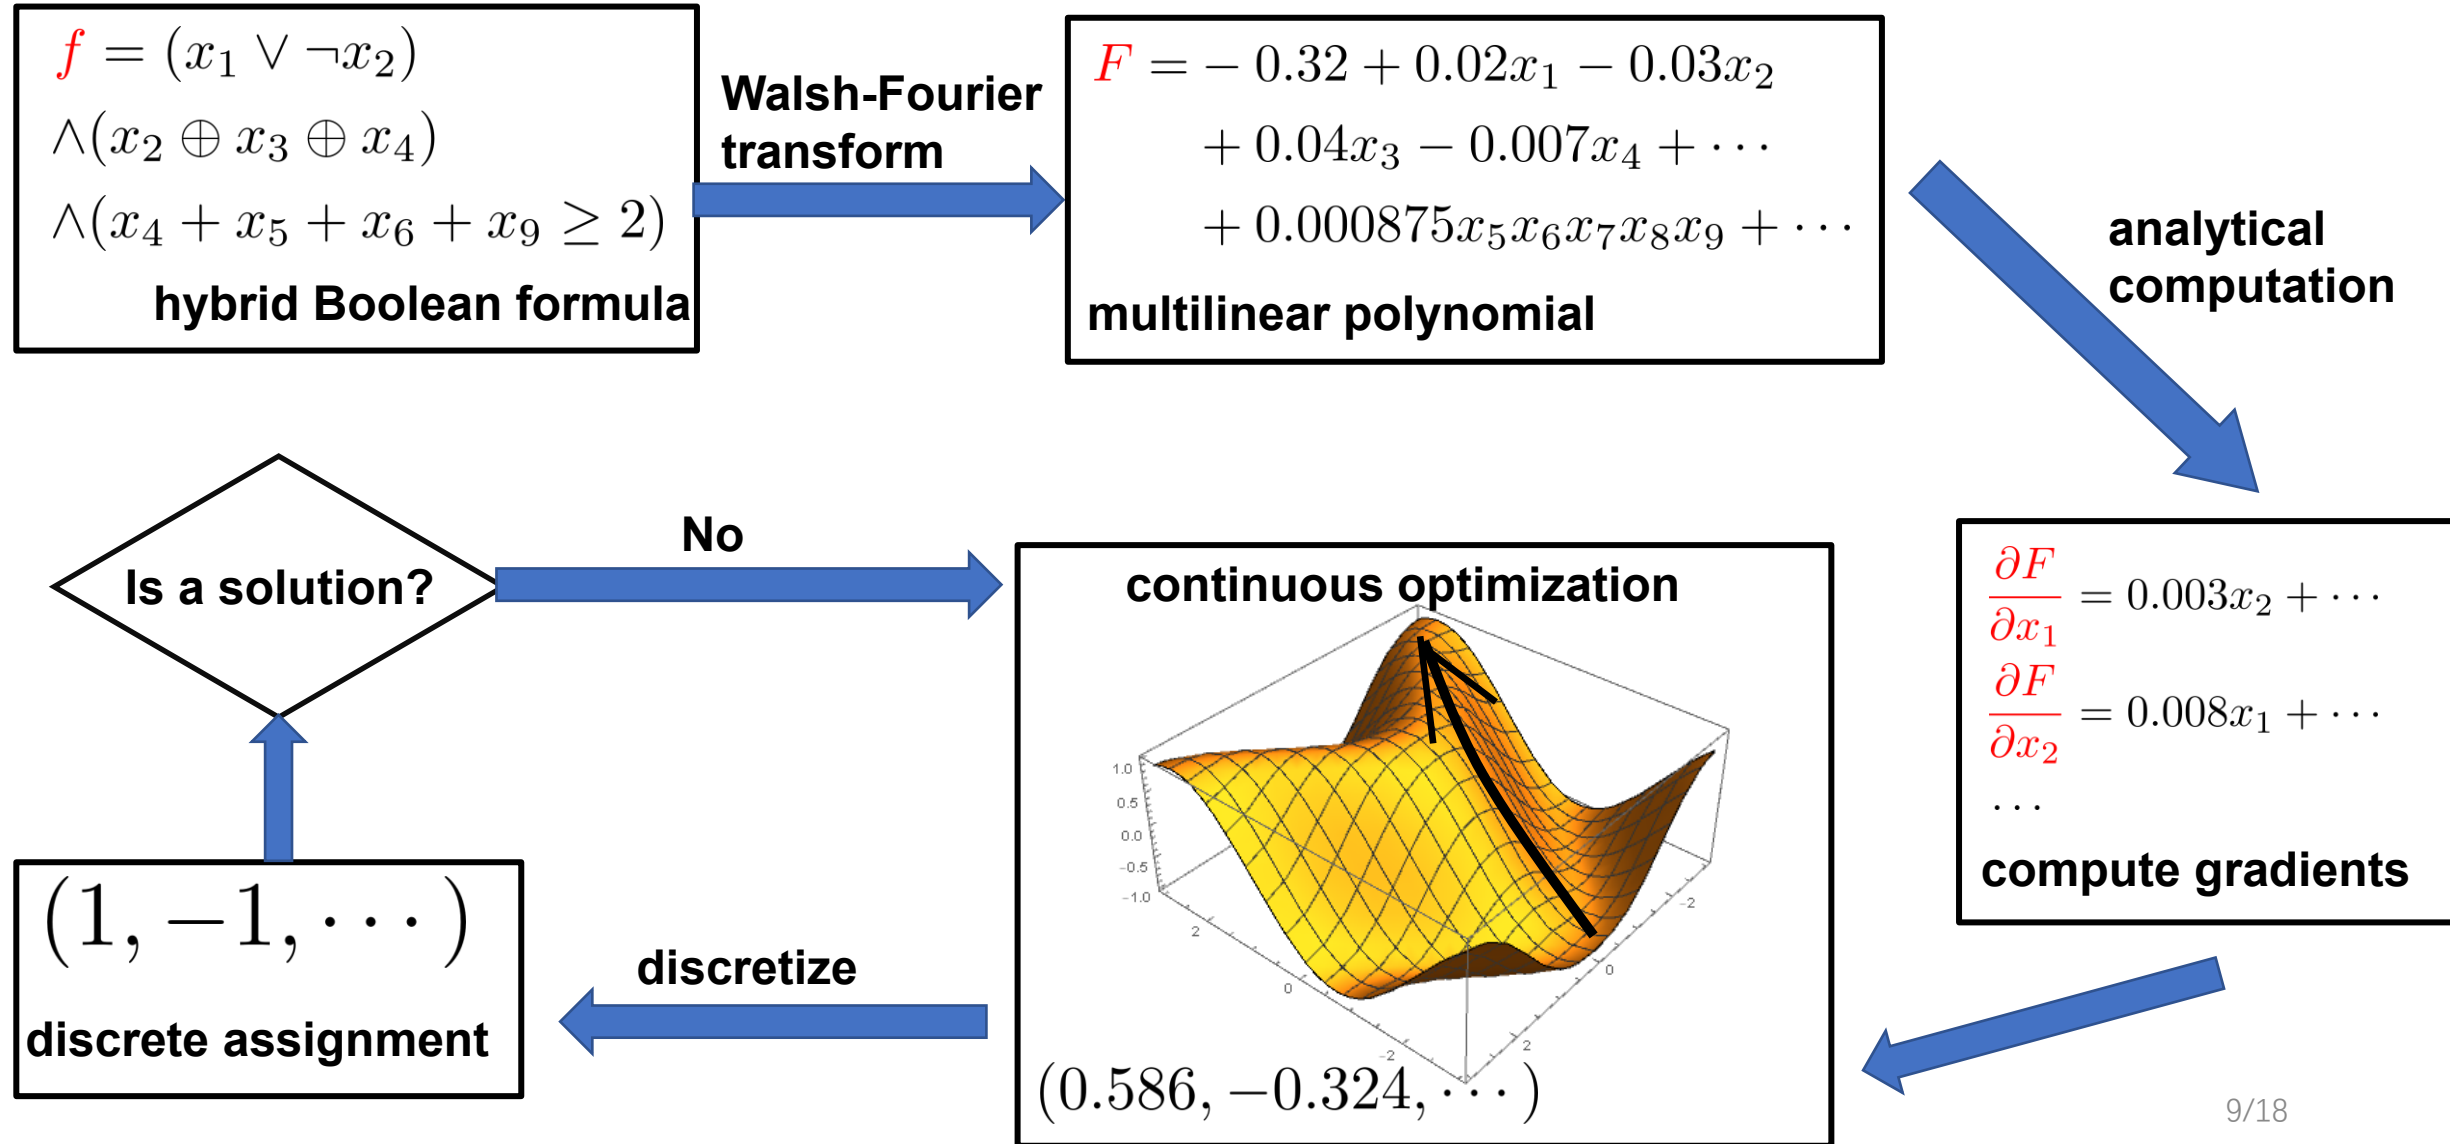 f = (x₁ ∨ ¬x₂)
∧(x₂ ⊕ x₃ ⊕ x₄)
∧(x₄ + x₅ + x₆ + x₉ ≥ 2)
hybrid Boolean formula
Walsh-Fourier
transform
F = − 0.32 + 0.02x₁ − 0.03x₂
+ 0.04x₃ − 0.007x₄ + ···
+ 0.000875x₅x₆x₇x₈x₉ + ···
multilinear polynomial
analytical
computation
∂F/∂x₁ = 0.003x₂ + ···
∂F/∂x₂ = 0.008x₁ + ···
···
compute gradients
continuous optimization
1.0
0.5
0.0
−0.5
−1.0
2
0
−2
−2
0
2
(0.586, −0.324, ···)
discretize
(1, −1, ···)
discrete assignment
Is a solution?
No
9/18